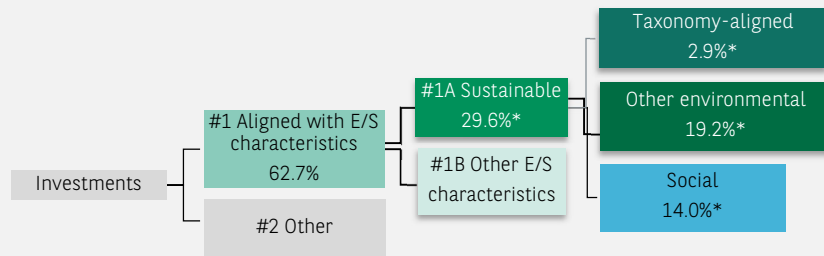 Investments
#1 Aligned with E/S
characteristics
62.7%
#2 Other
#1A Sustainable
29.6%*
#1B Other E/S
characteristics
Taxonomy-aligned
2.9%*
Other environmental
19.2%*
Social
14.0%*